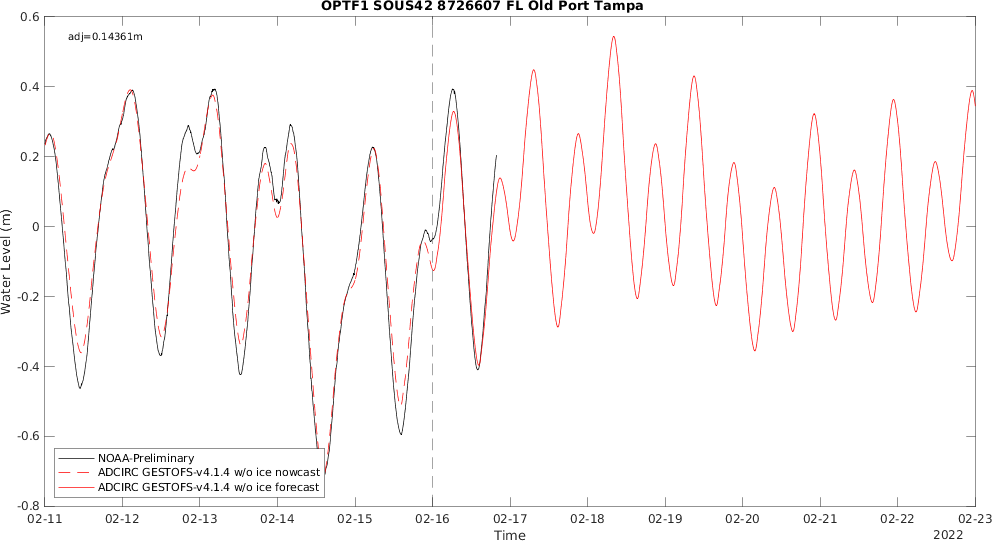 OPTF1 SOUS42 8726607 FL Old Port Tampa
adj=0.14361m
0.6
0.4
0.2
0
-0.2
-0.4
-0.6
-0.8
Water Level (m)
NOAA-Preliminary
ADCIRC GESTOFS-v4.1.4 w/o ice nowcast
ADCIRC GESTOFS-v4.1.4 w/o ice forecast
02-11 02-12 02-13 02-14 02-15 02-16 02-17 02-18 02-19 02-20 02-21 02-22 02-23
Time
2022